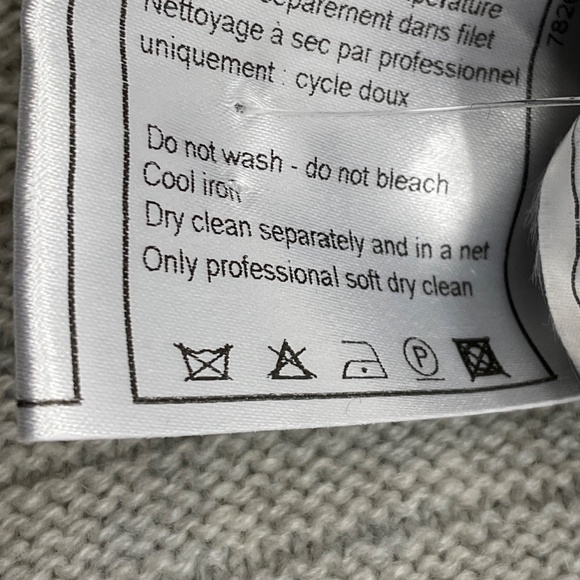 séparément dans filet
Nettoyage à sec par professionnel
uniquement : cycle doux
Do not wash - do not bleach
Cool iron
Dry clean separately and in a net
Only professional soft dry clean
P